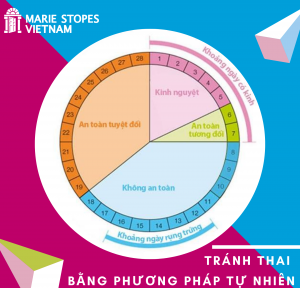 MARIE STOPES
VIETNAM
Khoảng ngày có kinh
28 1 2 3 4 5 6 7 8 9 10 11 12 13 14 15 16 17 18 19 20 21 22 23 24 25 26 27
Kinh nguyệt
An toàn
tương đối
An toàn tuyệt đối
Không an toàn
Khoảng ngày rụng trứng
TRÁNH THAI
BẰNG PHƯƠNG PHÁP TỰ NHIÊN